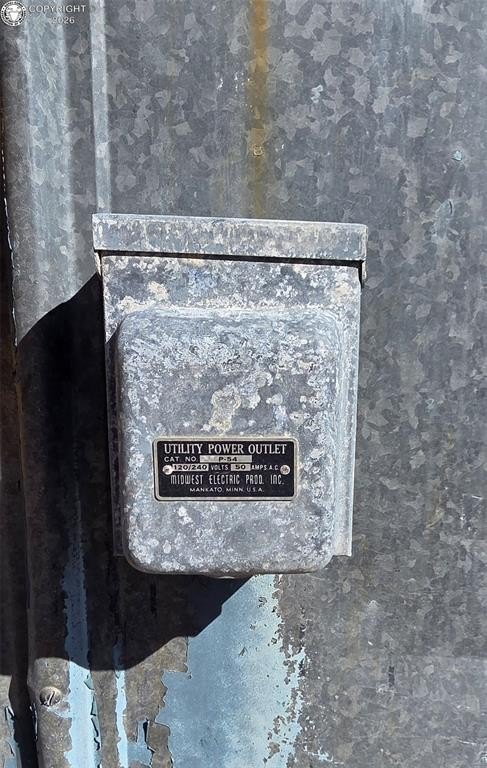 COPYRIGHT
2026
UTILITY POWER OUTLET
CAT. NO. P-54
120/240 VOLTS 50 AMPS. A.C.
MIDWEST ELECTRIC PROD. INC.
MANKATO, MINN. U.S.A.